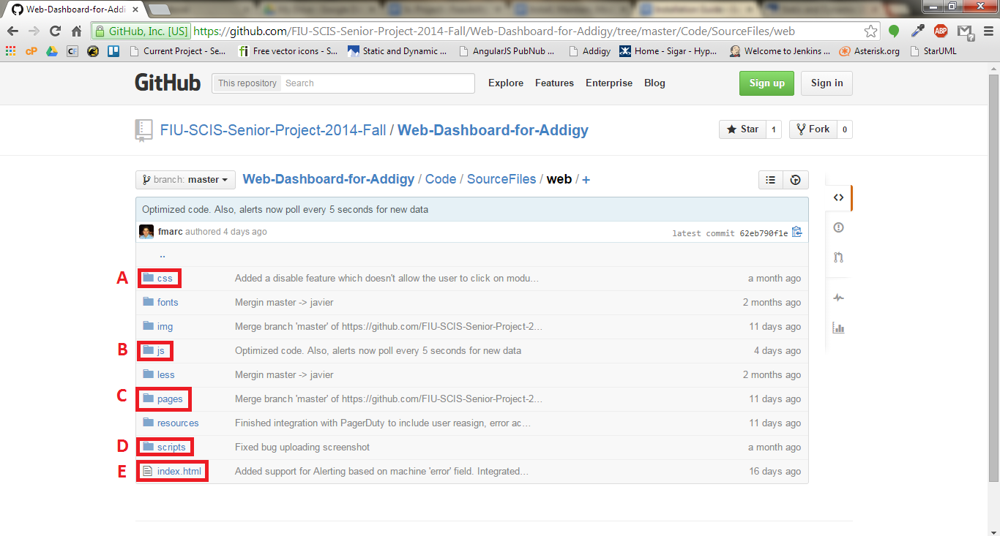 Web-Dashboard-for-Addi
GitHub, Inc. [US] https://github.com/FIU-SCIS-Senior-Project-2014-Fall/Web-Dashboard-for-Addigy/tree/master/Code/SourceFiles/web
cP CF Current Project - Se... fi Free vector icons - S... Static and Dynamic ... AngularJS PubNub ... Addigy Home - Sigar - Hyp... Welcome to Jenkins ... Asterisk.org StarUML
ABP
GitHub This repository Search Explore Features Enterprise Blog Sign up Sign in
FIU-SCIS-Senior-Project-2014-Fall / Web-Dashboard-for-Addigy Star 1 Fork 0
branch: master Web-Dashboard-for-Addigy / Code / SourceFiles / web / +
Optimized code. Also, alerts now poll every 5 seconds for new data
fmarc authored 4 days ago latest commit 62eb790f1e
..
A css Added a disable feature which doesn't allow the user to click on modu... a month ago
fonts Mergin master -> javier 2 months ago
img Merge branch 'master' of https://github.com/FIU-SCIS-Senior-Project-2... 11 days ago
B js Optimized code. Also, alerts now poll every 5 seconds for new data 4 days ago
less Mergin master -> javier 2 months ago
C pages Merge branch 'master' of https://github.com/FIU-SCIS-Senior-Project-2... 11 days ago
resources Finished integration with PagerDuty to include user reasign, error ac... 11 days ago
D scripts Fixed bug uploading screenshot a month ago
E index.html Added support for Alerting based on machine 'error' field. Integrated... 16 days ago